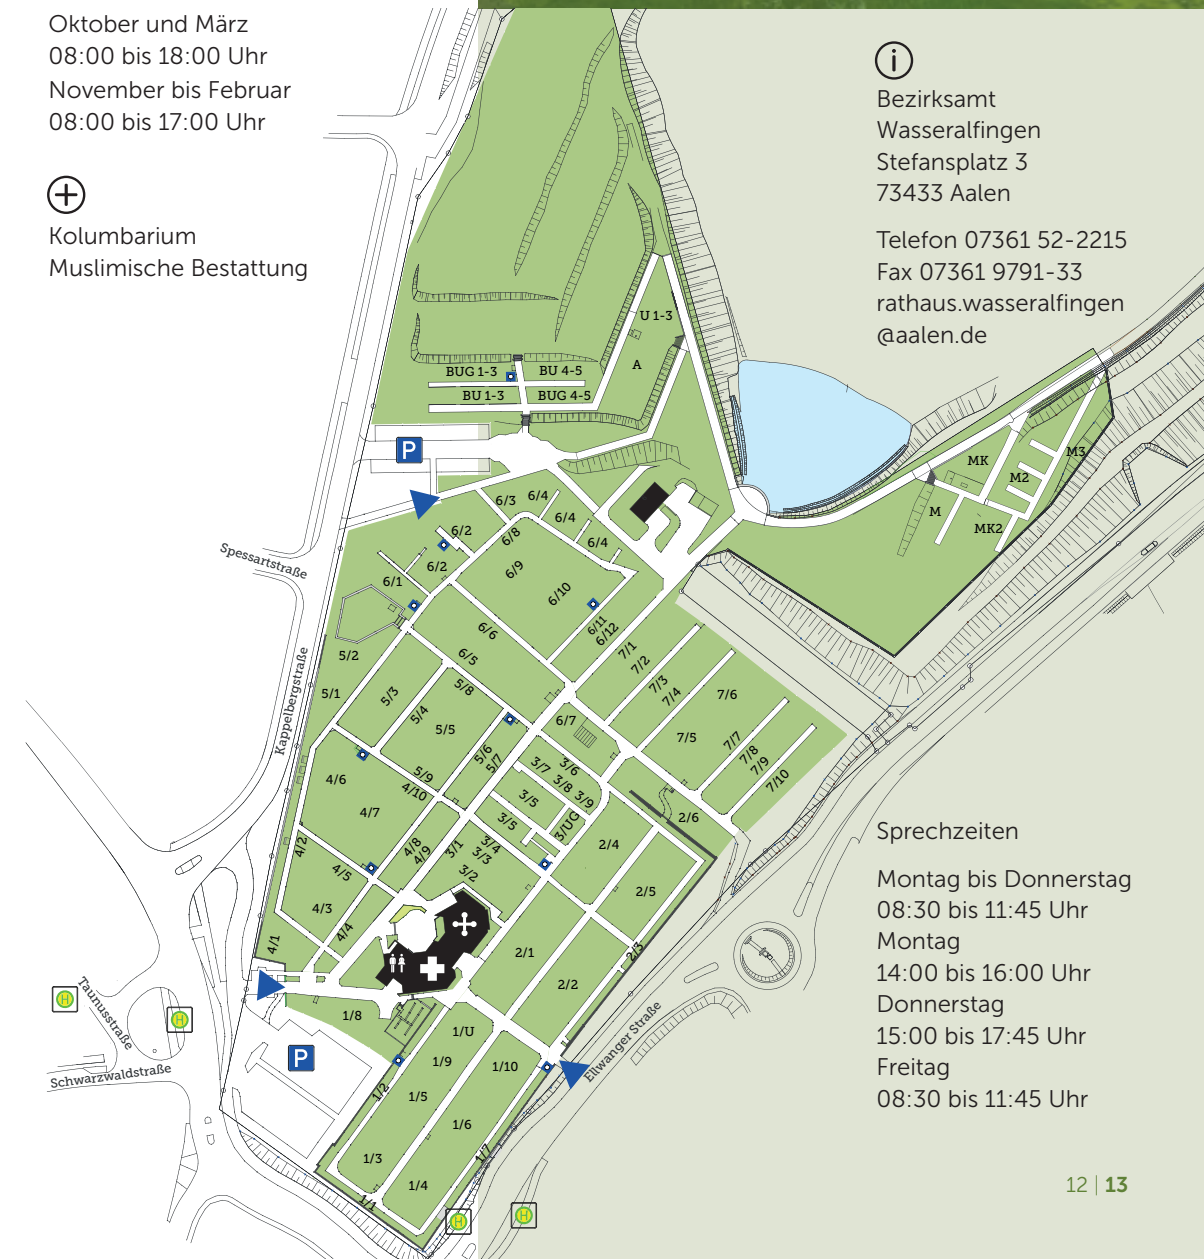 Oktober und März
08:00 bis 18:00 Uhr
November bis Februar
08:00 bis 17:00 Uhr
Kolumbarium
Muslimische Bestattung
i
Bezirksamt
Wasseralfingen
Stefansplatz 3
73433 Aalen
Telefon 07361 52-2215
Fax 07361 9791-33
rathaus.wasseralfingen
@aalen.de
U 1-3
A
BUG 1-3
BU 4-5
BU 1-3
BUG 4-5
P
MK
M3
M2
M
MK2
6/3
6/4
6/4
6/4
6/2
6/8
6/2
6/9
6/1
6/10
6/11
6/12
6/6
6/5
6/7
Spessartstraße
Kappelbergstraße
5/2
5/1
5/3
5/4
5/8
5/5
5/6
5/7
5/9
7/1
7/2
7/3
7/4
7/6
7/5
7/7
7/8
7/9
7/10
4/6
4/10
4/7
4/2
4/8
4/9
4/5
4/3
4/4
4/1
3/6
3/7
3/8
3/9
3/5
3/5
3/UG
3/4
3/3
3/1
3/2
2/6
2/4
2/5
2/3
2/1
2/2
1/8
1/U
1/9
1/10
1/2
1/5
1/6
1/3
1/7
1/4
1/1
P
H
H
H
H
Taunusstraße
Schwarzwaldstraße
Ellwanger Straße
Sprechzeiten
Montag bis Donnerstag
08:30 bis 11:45 Uhr
Montag
14:00 bis 16:00 Uhr
Donnerstag
15:00 bis 17:45 Uhr
Freitag
08:30 bis 11:45 Uhr
12 | 13